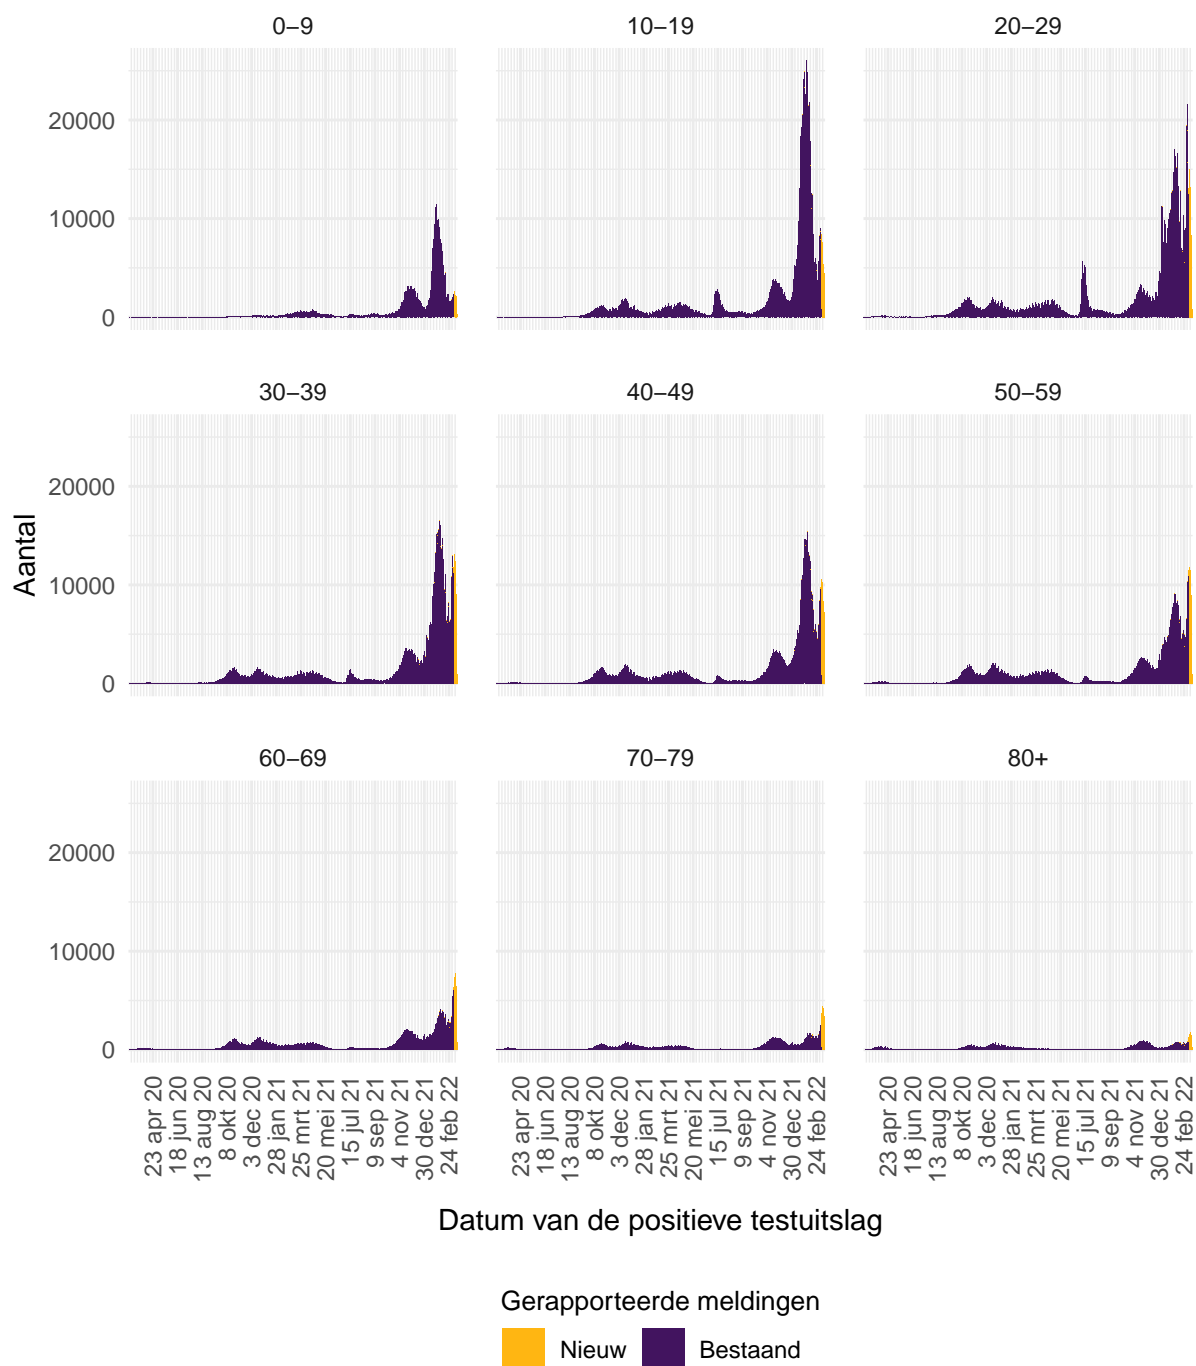 0–9 10–19 20–29
20000
10000
0
30–39 40–49 50–59
20000
10000
0
Aantal
60–69 70–79 80+
20000
10000
0
23 apr 20 18 jun 20 13 aug 20 8 okt 20 3 dec 20 28 jan 21 25 mrt 21 20 mei 21 15 jul 21 9 sep 21 4 nov 21 30 dec 21 24 feb 22
23 apr 20 18 jun 20 13 aug 20 8 okt 20 3 dec 20 28 jan 21 25 mrt 21 20 mei 21 15 jul 21 9 sep 21 4 nov 21 30 dec 21 24 feb 22
23 apr 20 18 jun 20 13 aug 20 8 okt 20 3 dec 20 28 jan 21 25 mrt 21 20 mei 21 15 jul 21 9 sep 21 4 nov 21 30 dec 21 24 feb 22
Datum van de positieve testuitslag
Gerapporteerde meldingen
Nieuw Bestaand